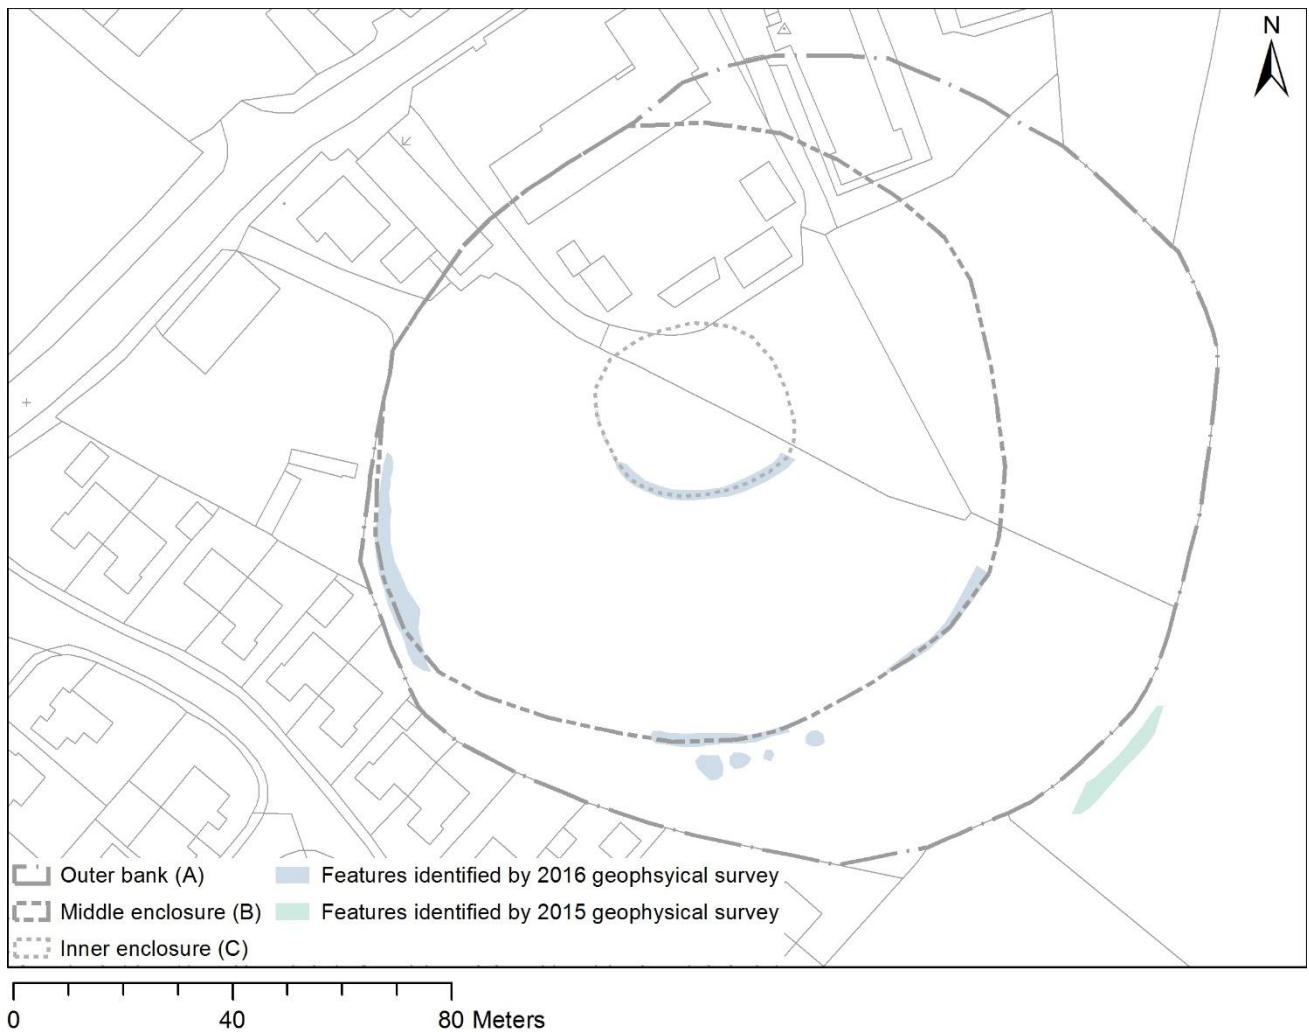 N
Outer bank (A)
Features identified by 2016 geophsyical survey
Middle enclosure (B)
Features identified by 2015 geophysical survey
Inner enclosure (C)
0 40 80 Meters